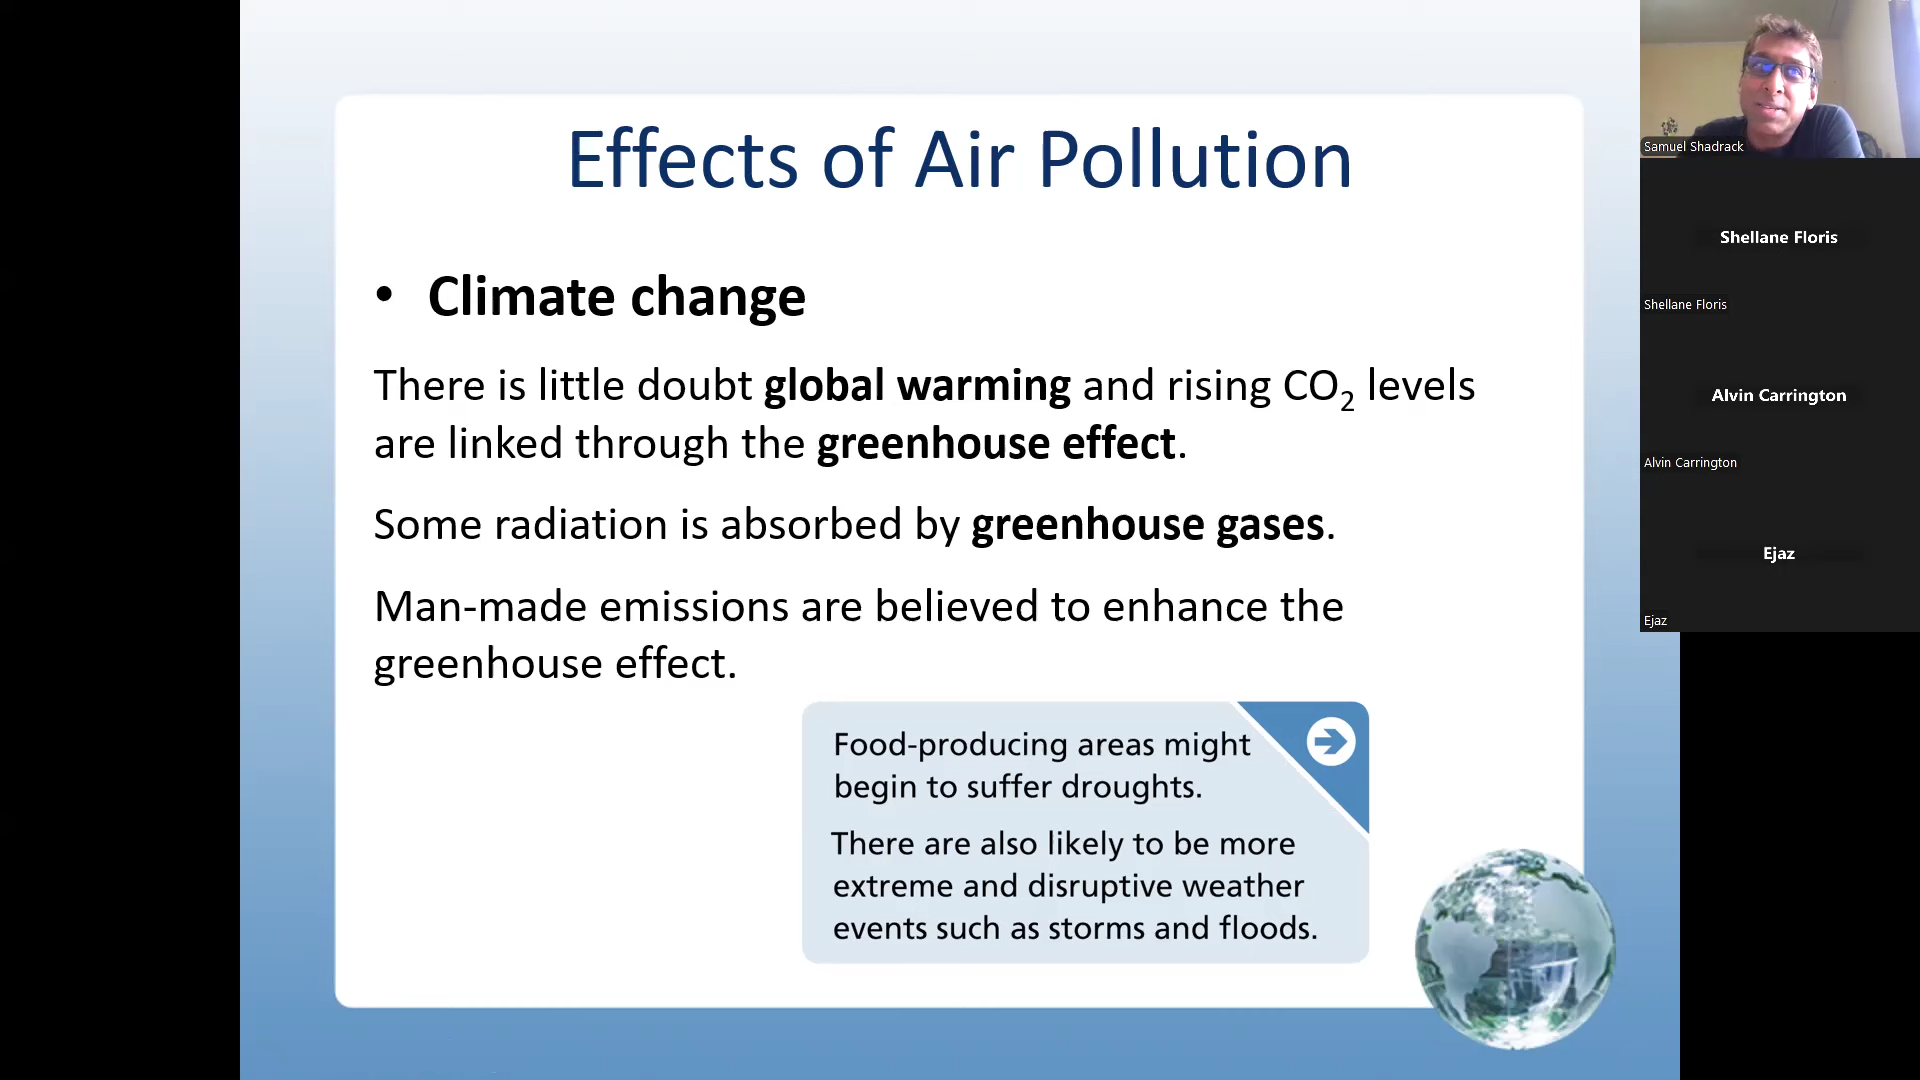 Effects of Air Pollution
• Climate change
There is little doubt global warming and rising CO₂ levels
are linked through the greenhouse effect.
Some radiation is absorbed by greenhouse gases.
Man-made emissions are believed to enhance the
greenhouse effect.
Food-producing areas might
begin to suffer droughts.
There are also likely to be more
extreme and disruptive weather
events such as storms and floods.
Samuel Shadrack
Shellane Floris
Shellane Floris
Alvin Carrington
Alvin Carrington
Ejaz
Ejaz